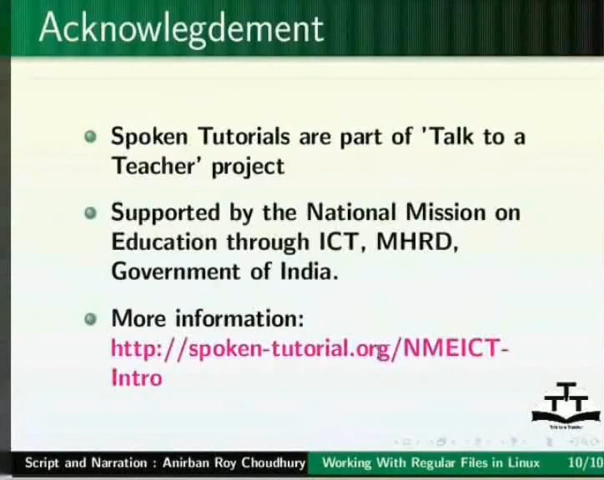 Acknowlegdement
Spoken Tutorials are part of 'Talk to a
Teacher' project
Supported by the National Mission on
Education through ICT, MHRD,
Government of India.
More information:
http://spoken-tutorial.org/NMEICT-
Intro
TTT
Script and Narration : Anirban Roy Choudhury Working With Regular Files in Linux 10/10